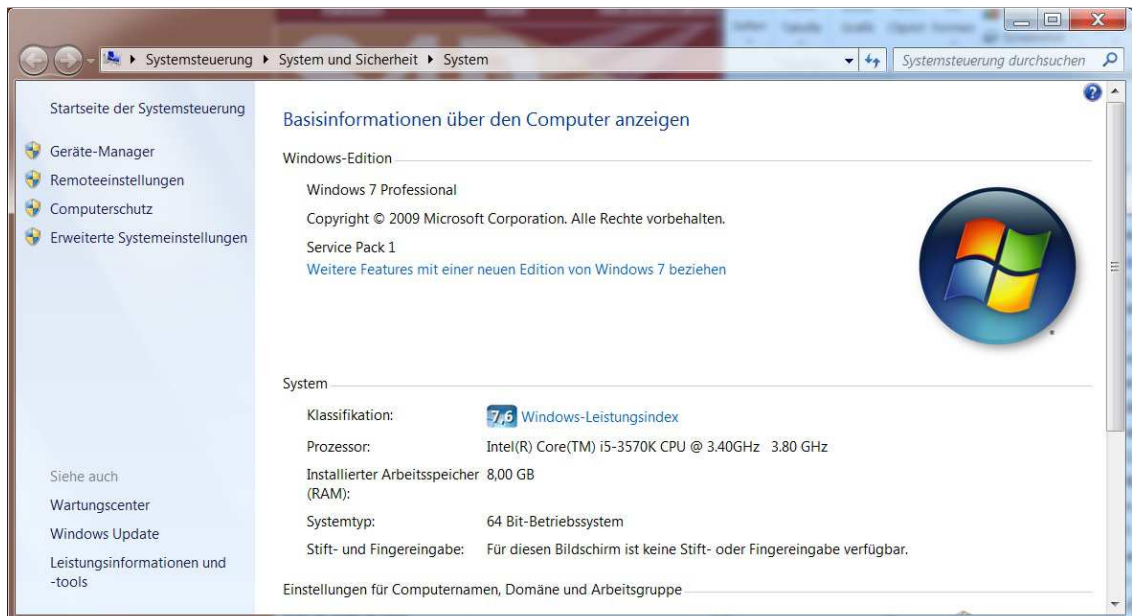 Systemsteuerung ▸ System und Sicherheit ▸ System
Systemsteuerung durchsuchen
Startseite der Systemsteuerung
Geräte-Manager
Remoteeinstellungen
Computerschutz
Erweiterte Systemeinstellungen
Siehe auch
Wartungscenter
Windows Update
Leistungsinformationen und
-tools
Basisinformationen über den Computer anzeigen
Windows-Edition
Windows 7 Professional
Copyright © 2009 Microsoft Corporation. Alle Rechte vorbehalten.
Service Pack 1
Weitere Features mit einer neuen Edition von Windows 7 beziehen
System
Klassifikation: 7,6 Windows-Leistungsindex
Prozessor: Intel(R) Core(TM) i5-3570K CPU @ 3.40GHz 3.80 GHz
Installierter Arbeitsspeicher 8,00 GB
(RAM):
Systemtyp: 64 Bit-Betriebssystem
Stift- und Fingereingabe: Für diesen Bildschirm ist keine Stift- oder Fingereingabe verfügbar.
Einstellungen für Computernamen, Domäne und Arbeitsgruppe